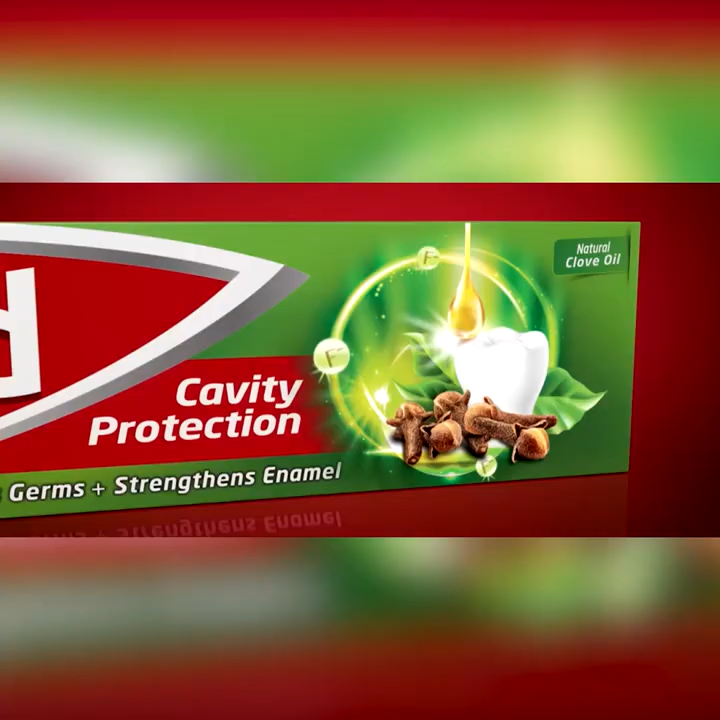 Natural
Clove Oil
Cavity
Protection
Germs + Strengthens Enamel